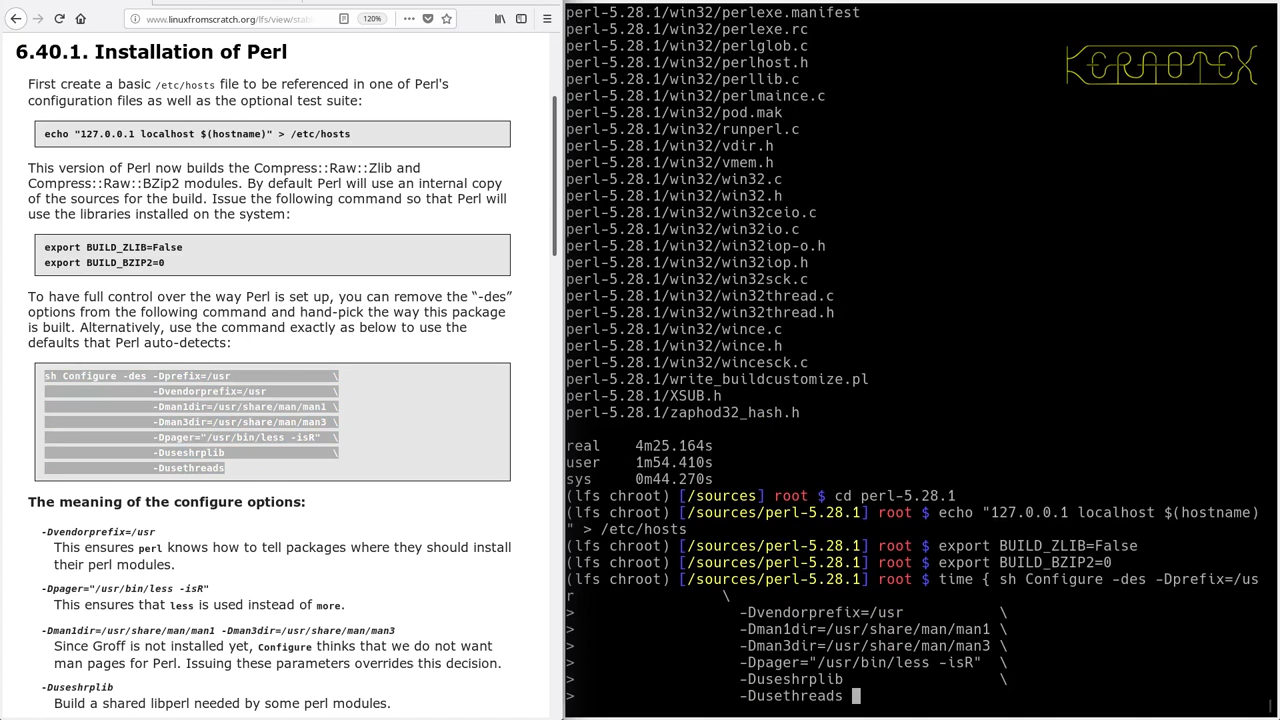 www.linuxfromscratch.org/lfs/view/stab
120%
6.40.1. Installation of Perl
First create a basic /etc/hosts file to be referenced in one of Perl's
configuration files as well as the optional test suite:
echo "127.0.0.1 localhost $(hostname)" > /etc/hosts
This version of Perl now builds the Compress::Raw::Zlib and
Compress::Raw::BZip2 modules. By default Perl will use an internal copy
of the sources for the build. Issue the following command so that Perl will
use the libraries installed on the system:
export BUILD_ZLIB=False
export BUILD_BZIP2=0
To have full control over the way Perl is set up, you can remove the “-des”
options from the following command and hand-pick the way this package
is built. Alternatively, use the command exactly as below to use the
defaults that Perl auto-detects:
sh Configure -des -Dprefix=/usr \
-Dvendorprefix=/usr \
-Dman1dir=/usr/share/man/man1 \
-Dman3dir=/usr/share/man/man3 \
-Dpager="/usr/bin/less -isR" \
-Duseshrplib \
-Dusethreads
The meaning of the configure options:
-Dvendorprefix=/usr
This ensures perl knows how to tell packages where they should install
their perl modules.
-Dpager="/usr/bin/less -isR"
This ensures that less is used instead of more.
-Dman1dir=/usr/share/man/man1 -Dman3dir=/usr/share/man/man3
Since Groff is not installed yet, Configure thinks that we do not want
man pages for Perl. Issuing these parameters overrides this decision.
-Duseshrplib
Build a shared libperl needed by some perl modules.
perl-5.28.1/win32/perlexe.manifest
perl-5.28.1/win32/perlexe.rc
perl-5.28.1/win32/perlglob.c
perl-5.28.1/win32/perlhost.h
perl-5.28.1/win32/perllib.c
perl-5.28.1/win32/perlmaince.c
perl-5.28.1/win32/pod.mak
perl-5.28.1/win32/runperl.c
perl-5.28.1/win32/vdir.h
perl-5.28.1/win32/vmem.h
perl-5.28.1/win32/win32.c
perl-5.28.1/win32/win32.h
perl-5.28.1/win32/win32ceio.c
perl-5.28.1/win32/win32io.c
perl-5.28.1/win32/win32iop-o.h
perl-5.28.1/win32/win32iop.h
perl-5.28.1/win32/win32sck.c
perl-5.28.1/win32/win32thread.c
perl-5.28.1/win32/win32thread.h
perl-5.28.1/win32/wince.c
perl-5.28.1/win32/wince.h
perl-5.28.1/win32/wincesck.c
perl-5.28.1/write_buildcustomize.pl
perl-5.28.1/XSUB.h
perl-5.28.1/zaphod32_hash.h
real 4m25.164s
user 1m54.410s
sys 0m44.270s
(lfs chroot) [/sources] root $ cd perl-5.28.1
(lfs chroot) [/sources/perl-5.28.1] root $ echo "127.0.0.1 localhost $(hostname)
" > /etc/hosts
(lfs chroot) [/sources/perl-5.28.1] root $ export BUILD_ZLIB=False
(lfs chroot) [/sources/perl-5.28.1] root $ export BUILD_BZIP2=0
(lfs chroot) [/sources/perl-5.28.1] root $ time { sh Configure -des -Dprefix=/us
r \
> -Dvendorprefix=/usr \
> -Dman1dir=/usr/share/man/man1 \
> -Dman3dir=/usr/share/man/man3 \
> -Dpager="/usr/bin/less -isR" \
> -Duseshrplib \
> -Dusethreads